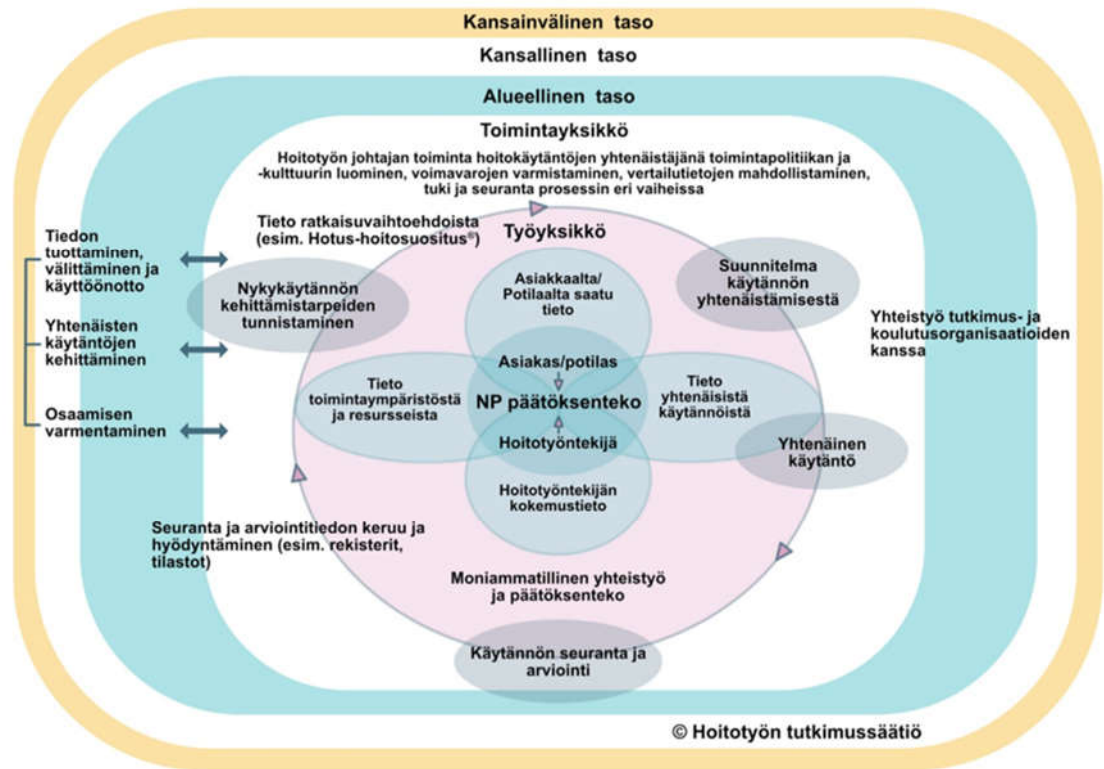 Kansainvälinen taso
Kansallinen taso
Alueellinen taso
Toimintayksikkö
Hoitotyön johtajan toiminta hoitokäytäntöjen yhtenäistäjänä toimintapolitiikan ja
-kulttuurin luominen, voimavarojen varmistaminen, vertailutietojen mahdollistaminen,
tuki ja seuranta prosessin eri vaiheissa
Tieto ratkaisuvaihtoehdoista
(esim. Hotus-hoitosuositus®)
Työyksikkö
Tiedon
tuottaminen,
välittäminen ja
käyttöönotto
Yhtenäisten
käytäntöjen
kehittäminen
Osaamisen
varmentaminen
Nykykäytännön
kehittämistarpeiden
tunnistaminen
Asiakkaalta/
Potilaalta saatu
tieto
Suunnitelma
käytännön
yhtenäistämisestä
Yhteistyö tutkimus- ja
koulutusorganisaatioiden
kanssa
Asiakas/potilas
Tieto
toimintaympäristöstä
ja resursseista
NP päätöksenteko
Tieto
yhtenäisistä
käytännöistä
Hoitotyöntekijä
Yhtenäinen
käytäntö
Hoitotyöntekijän
kokemustieto
Seuranta ja arviointitiedon keruu ja
hyödyntäminen (esim. rekisterit,
tilastot)
Moniammatillinen yhteistyö
ja päätöksenteko
Käytännön seuranta ja
arviointi
© Hoitotyön tutkimussäätiö